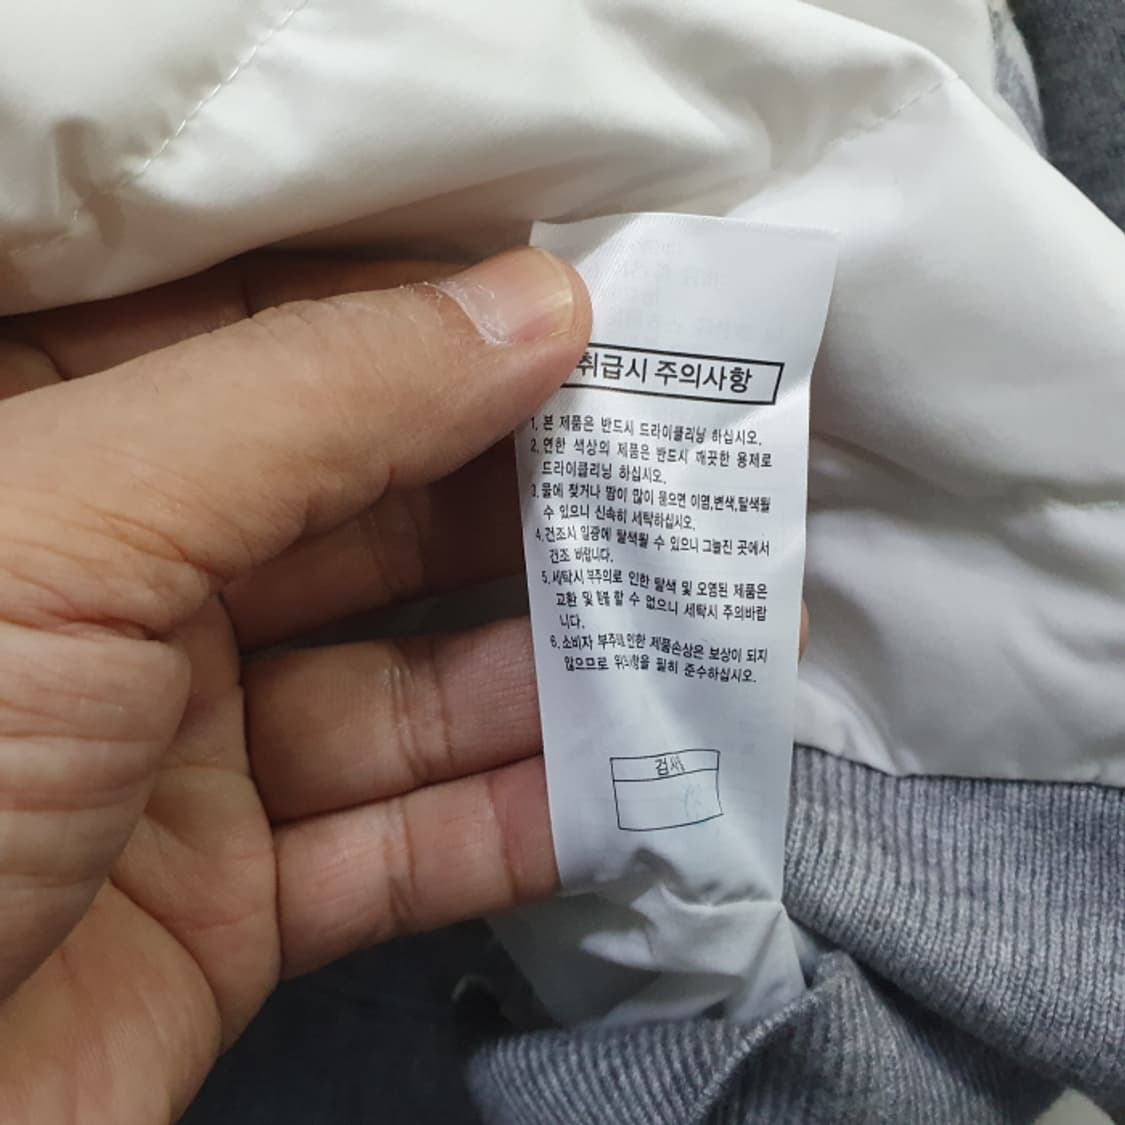 취급시 주의사항
1. 본 제품은 반드시 드라이클리닝 하십시오.
2. 연한 색상의 제품은 반드시 깨끗한 용제로
드라이클리닝 하십시오.
3. 물에 젖거나 땀이 많이 묻으면 이염,변색,탈색될
수 있으니 신속히 세탁하십시오.
4. 건조시 일광에 탈색될 수 있으니 그늘진 곳에서
건조 바랍니다.
5. 세탁시 부주의로 인한 탈색 및 오염된 제품은
교환 및 환불 할 수 없으니 세탁시 주의바랍
니다.
6. 소비자 부주의 인한 제품손상은 보상이 되지
않으므로 필히 준수하십시오.